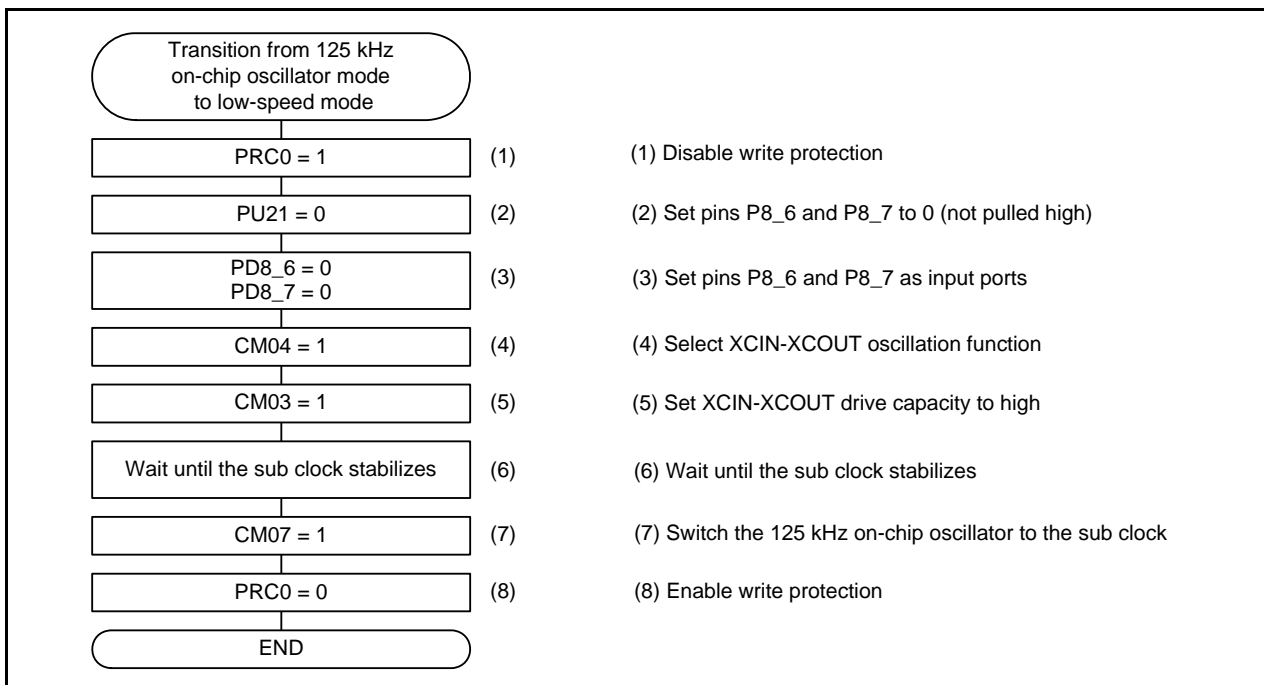 Transition from 125 kHz
on-chip oscillator mode
to low-speed mode
PRC0 = 1 (1) (1) Disable write protection
PU21 = 0 (2) (2) Set pins P8_6 and P8_7 to 0 (not pulled high)
PD8_6 = 0
PD8_7 = 0 (3) (3) Set pins P8_6 and P8_7 as input ports
CM04 = 1 (4) (4) Select XCIN-XCOUT oscillation function
CM03 = 1 (5) (5) Set XCIN-XCOUT drive capacity to high
Wait until the sub clock stabilizes (6) (6) Wait until the sub clock stabilizes
CM07 = 1 (7) (7) Switch the 125 kHz on-chip oscillator to the sub clock
PRC0 = 0 (8) (8) Enable write protection
END